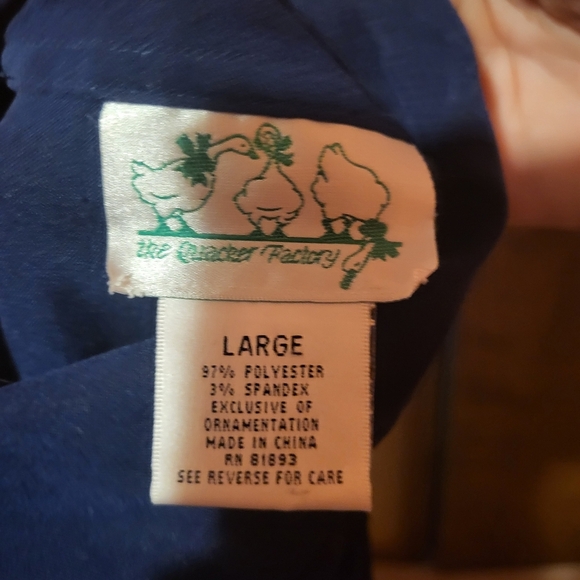 the Quacker Factory
LARGE
97% POLYESTER
3% SPANDEX
EXCLUSIVE OF
ORNAMENTATION
MADE IN CHINA
RN 81893
SEE REVERSE FOR CARE